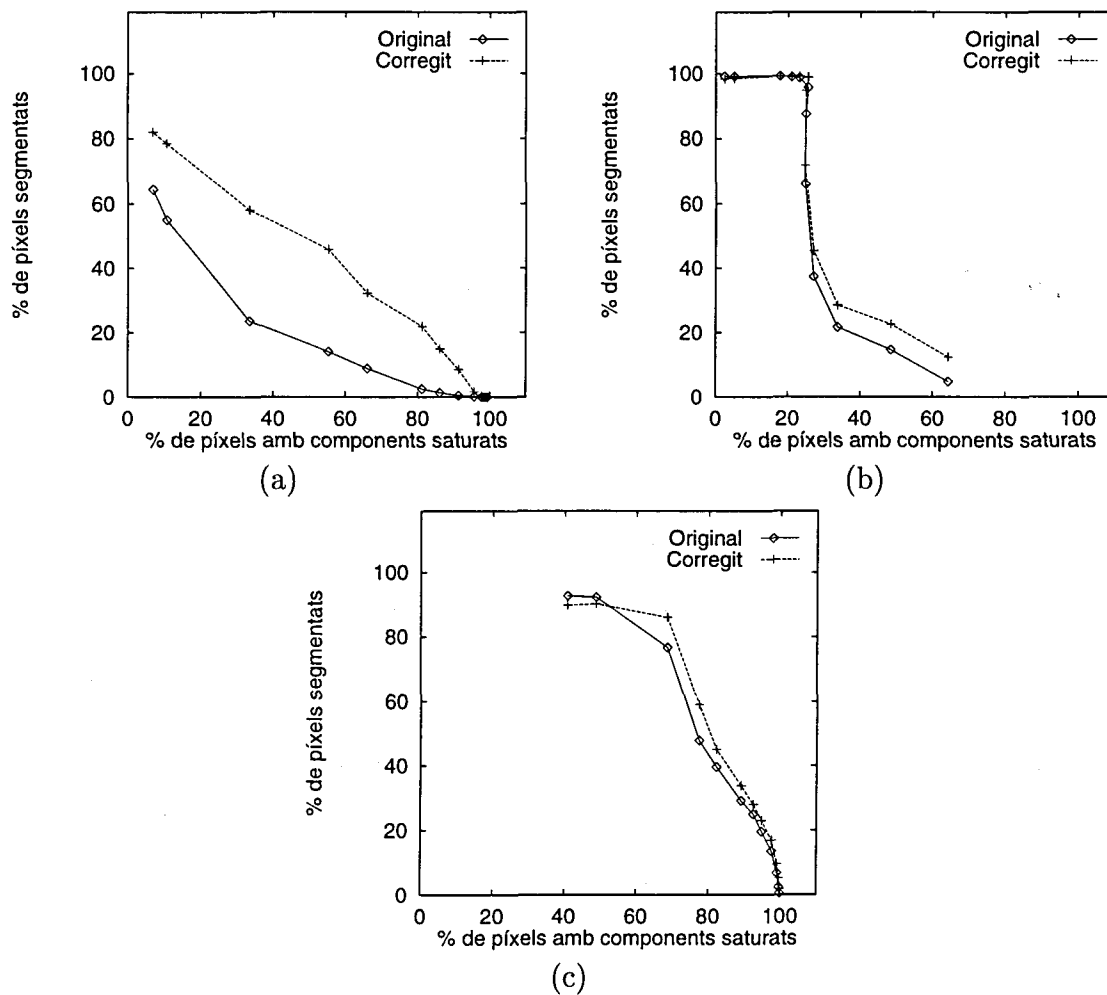 Original
Corregit
100
80
60
40
20
0
% de píxels segmentats
0 20 40 60 80 100
% de píxels amb components saturats
(a)
Original
Corregit
100
80
60
40
20
0
% de píxels segmentats
0 20 40 60 80 100
% de píxels amb components saturats
(b)
Original
Corregit
100
80
60
40
20
0
% de píxels segmentats
0 20 40 60 80 100
% de píxels amb components saturats
(c)